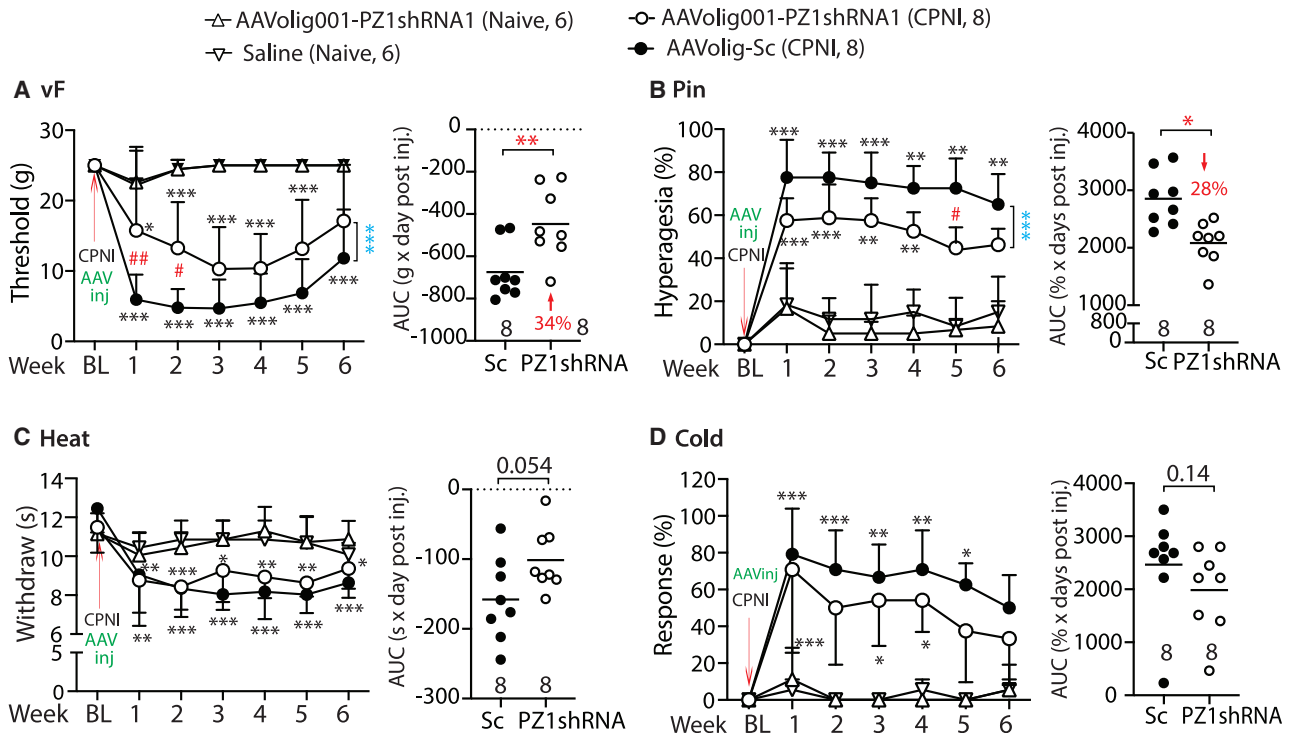 AAVolig001-PZ1shRNA1 (Naive, 6)
Saline (Naive, 6)
AAVolig001-PZ1shRNA1 (CPNI, 8)
AAVolig-Sc (CPNI, 8)
A vF
Threshold (g)
30
20
10
0
CPNI
AAV
inj
***
***
***
***
*
##
#
***
***
***
***
***
***
***
Week BL 1 2 3 4 5 6
AUC (g x day post inj.)
0
-200
-400
-600
-800
-1000
**
34%
8 8
Sc PZ1shRNA
B Pin
Hyperagesia (%)
100
80
60
40
20
0
AAV
inj
CPNI
*** *** *** ** ** **
#
*** *** ** **
***
Week BL 1 2 3 4 5 6
AUC (% x days post inj.)
4000
3000
2000
1000
800
0
*
28%
8 8
Sc PZ1shRNA
C Heat
Withdraw (s)
14
12
10
8
6
5
0
CPNI
AAV
inj
** *** * ** ** *
** *** *** *** *** ***
Week BL 1 2 3 4 5 6
AUC (s x day post inj.)
0
-100
-200
-300
0.054
8 8
Sc PZ1shRNA
D Cold
Response (%)
120
100
80
60
40
20
0
AAVinj
CPNI
*** *** ** ** *
*** * *
Week BL 1 2 3 4 5 6
AUC (% x days post inj.)
4000
3000
2000
1000
0
0.14
8 8
Sc PZ1shRNA